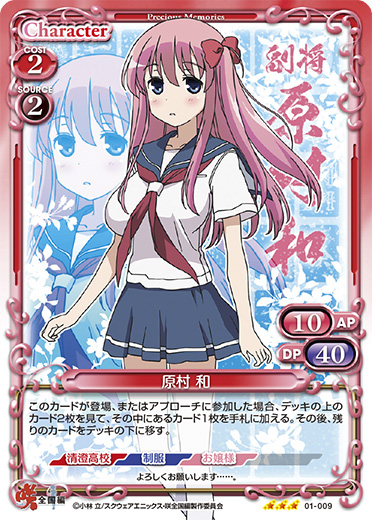 Precious Memories
Character
COST
2
SOURCE
2
副将
原村和
10 AP
DP 40
原村 和
このカードが登場、またはアプローチに参加した場合、デッキの上の
カード2枚を見て、その中にあるカード1枚を手札に加える。その後、残
りのカードをデッキの下に移す。
清澄高校 制服 お嬢様
よろしくお願いします……。
咲 全国編
©小林 立/スクウェアエニックス・咲全国編製作委員会
01-009